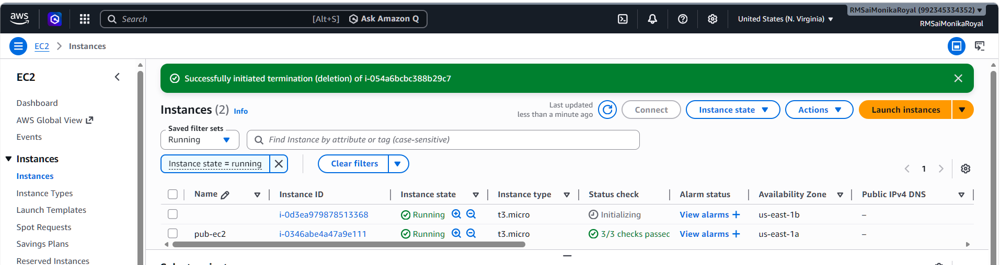 aws
Search [Alt+S] Ask Amazon Q
United States (N. Virginia)
RMSaiMonikaRoyal (992345334352)
RMSaiMonikaRoyal
EC2 Instances
EC2
Dashboard
AWS Global View
Events
Instances
Instances
Instance Types
Launch Templates
Spot Requests
Savings Plans
Reserved Instances
Successfully initiated termination (deletion) of i-054a6bcbc388b29c7
Instances (2) Info
Last updated
less than a minute ago
Connect
Instance state
Actions
Launch instances
Saved filter sets
Running
Find Instance by attribute or tag (case-sensitive)
Instance state = running
Clear filters
1
Name Instance ID Instance state Instance type Status check Alarm status Availability Zone Public IPv4 DNS
i-0d3ea979878513368 Running t3.micro Initializing View alarms + us-east-1b –
pub-ec2 i-0346abe4a47a9e111 Running t3.micro 3/3 checks passec View alarms + us-east-1a –